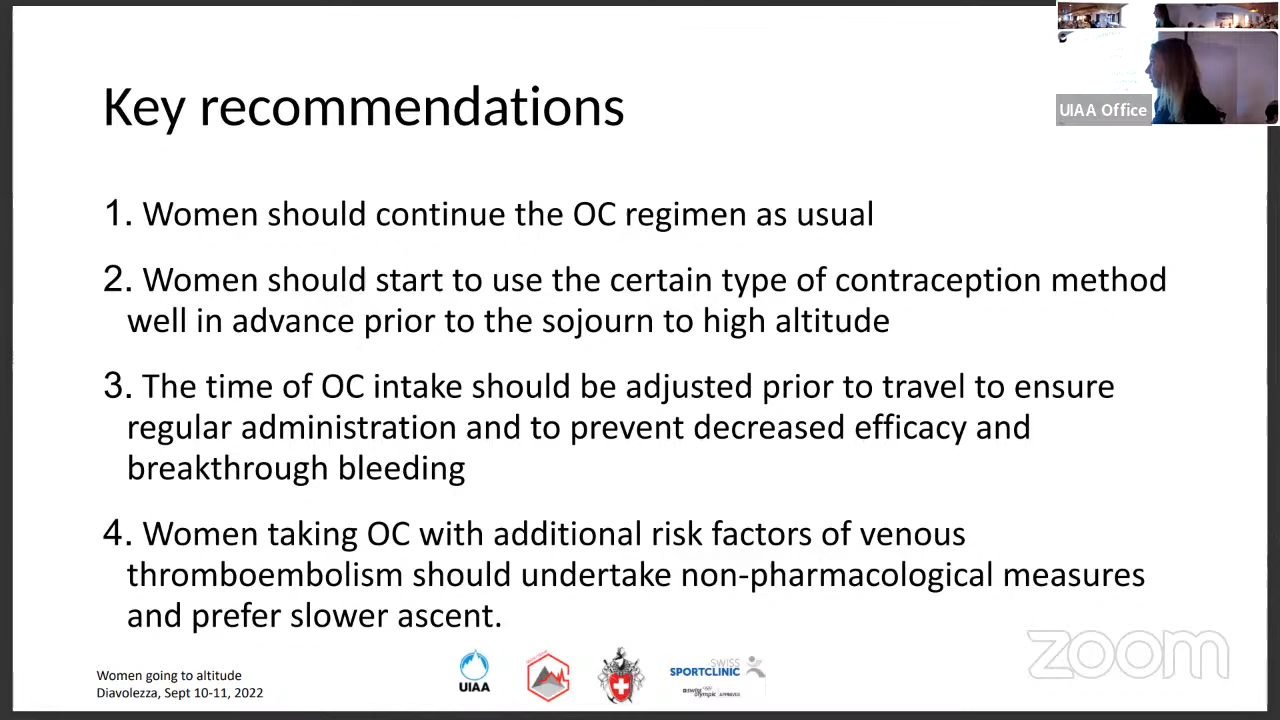 UIAA Office
Key recommendations
1. Women should continue the OC regimen as usual
2. Women should start to use the certain type of contraception method
well in advance prior to the sojourn to high altitude
3. The time of OC intake should be adjusted prior to travel to ensure
regular administration and to prevent decreased efficacy and
breakthrough bleeding
4. Women taking OC with additional risk factors of venous
thromboembolism should undertake non-pharmacological measures
and prefer slower ascent.
Women going to altitude
Diavolezza, Sept 10-11, 2022
UIAA
SWISS
SPORTCLINIC
zoom